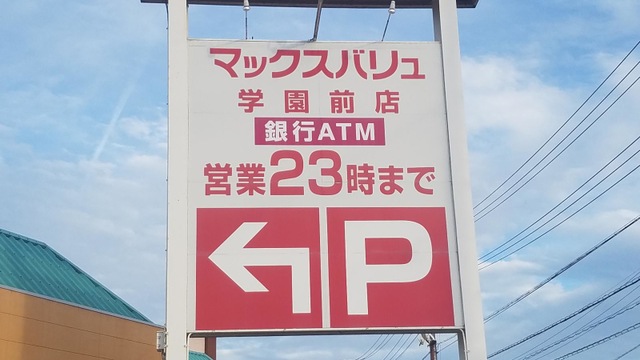 マックスバリュ
学園前店
銀行ATM
営業23時まで
P